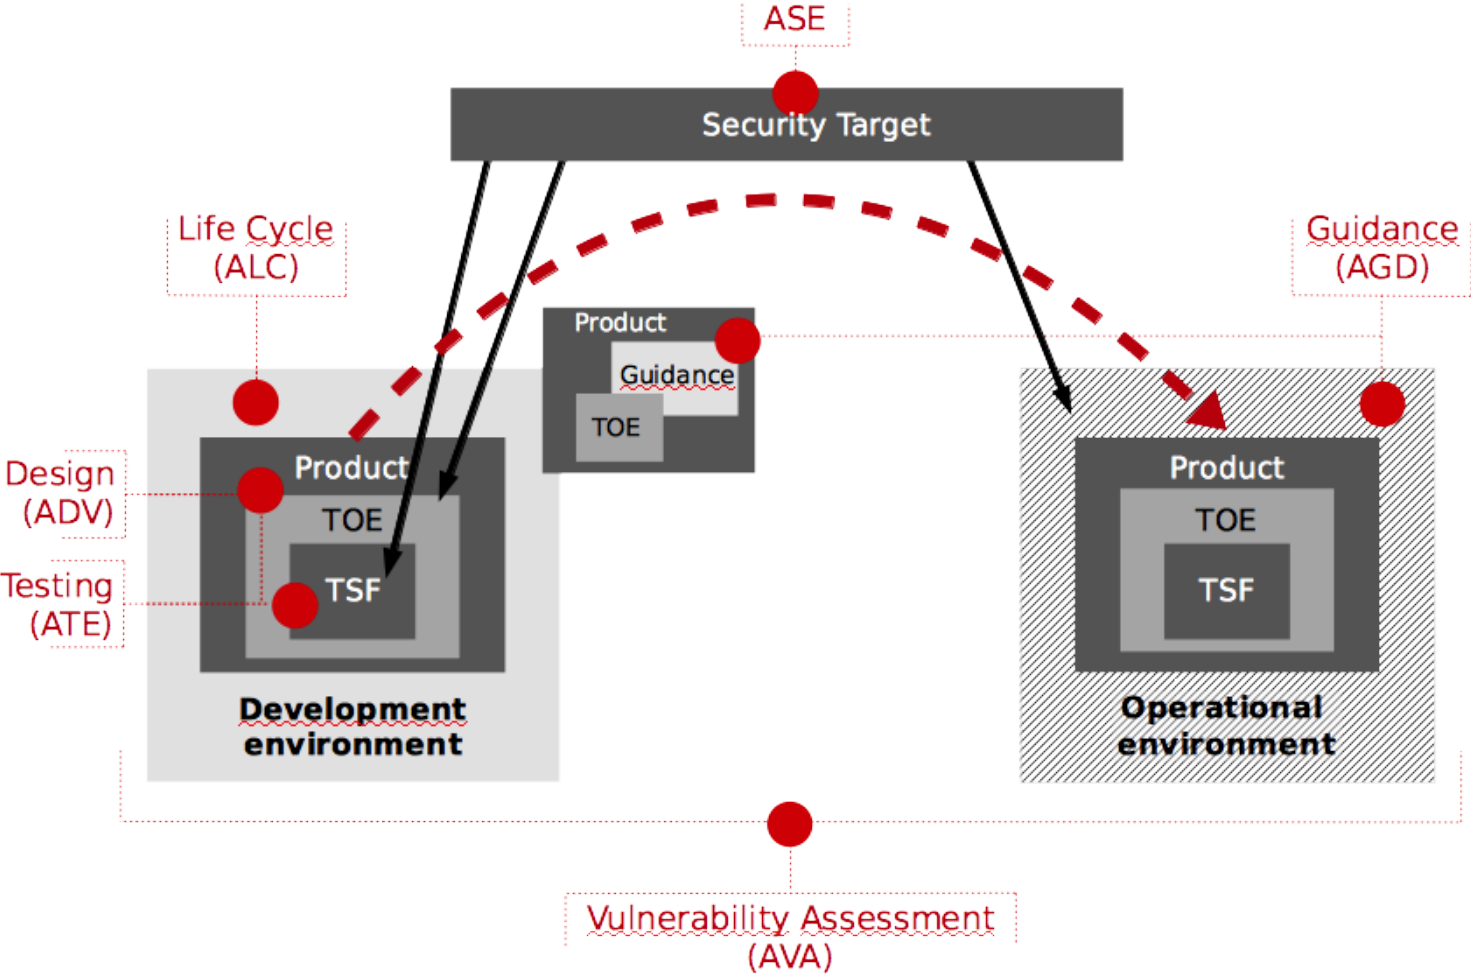 ASE
Security Target
Life Cycle
(ALC)
Guidance
(AGD)
Product
Guidance
TOE
Design
(ADV)
Testing
(ATE)
Product
TOE
TSF
Development
environment
Product
TOE
TSF
Operational
environment
Vulnerability Assessment
(AVA)